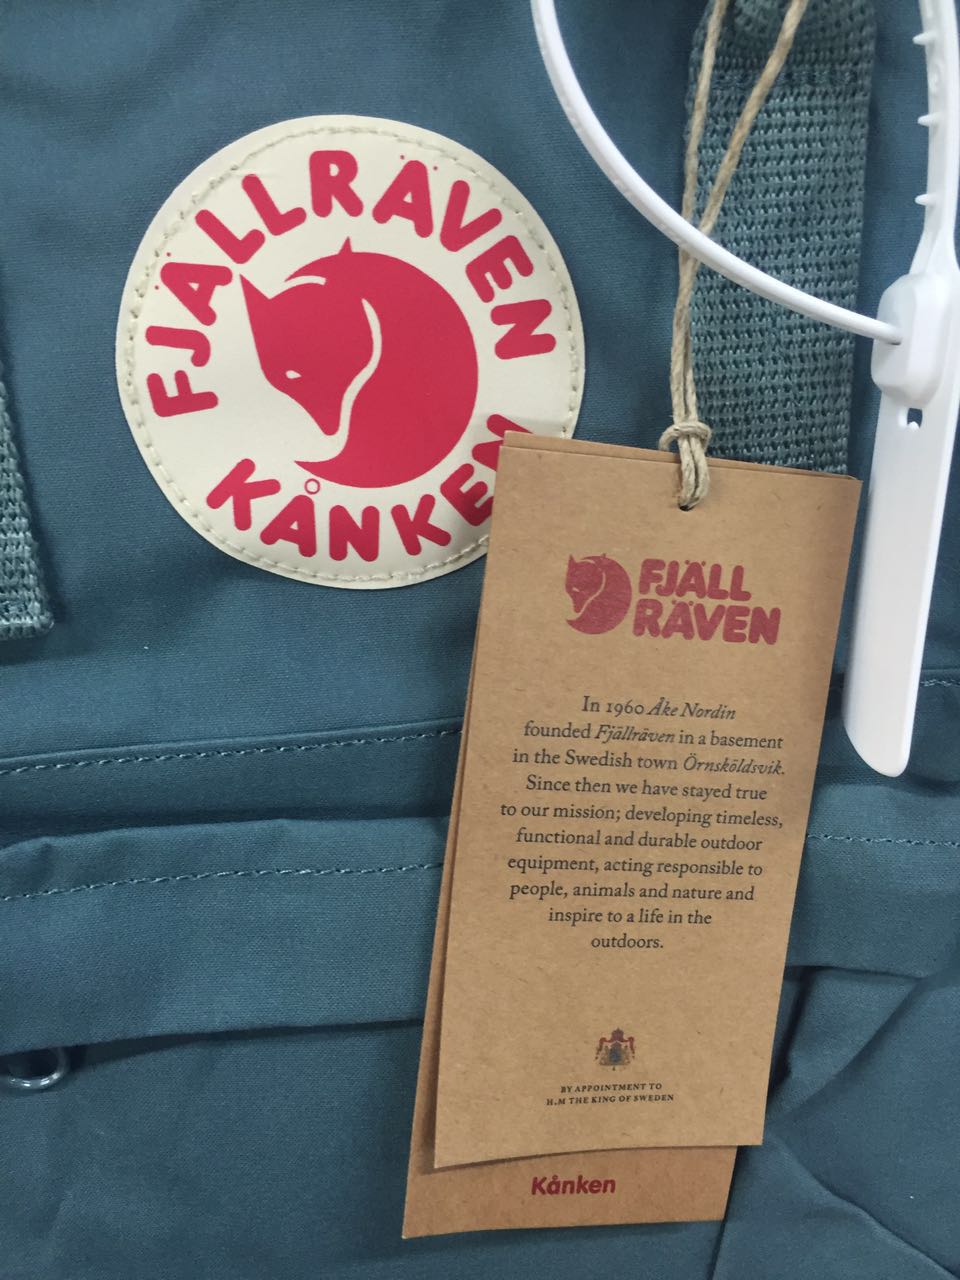 FJÄLLRÄVEN
KÅNKEN
FJÄLL
RÄVEN
In 1960 Åke Nordin
founded Fjällräven in a basement
in the Swedish town Örnsköldsvik.
Since then we have stayed true
to our mission; developing timeless,
functional and durable outdoor
equipment, acting responsible to
people, animals and nature and
inspire to a life in the
outdoors.
BY APPOINTMENT TO
H.M THE KING OF SWEDEN
Kånken